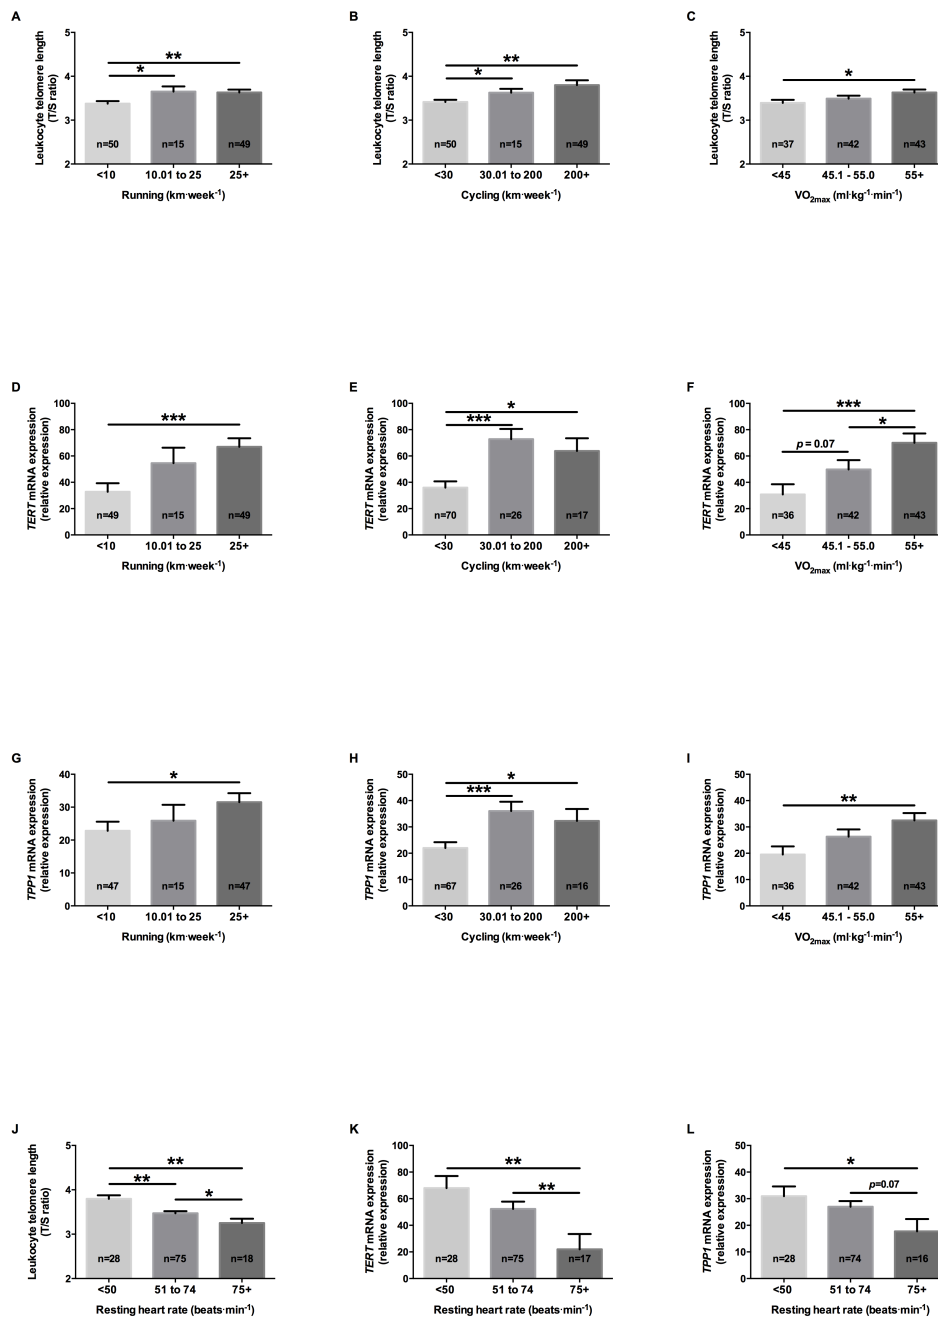 A
Leukocyte telomere length
(T/S ratio)
5
4
3
2
*
**
n=50
n=15
n=49
<10
10.01 to 25
25+
Running (km·week-1)
B
Leukocyte telomere length
(T/S ratio)
5
4
3
2
**
*
n=50
n=15
n=49
<30
30.01 to 200
200+
Cycling (km·week-1)
C
Leukocyte telomere length
(T/S ratio)
5
4
3
2
*
n=37
n=42
n=43
<45
45.1 - 55.0
55+
VO2max (ml·kg-1·min-1)
D
TERT mRNA expression
(relative expression)
100
80
60
40
20
0
***
n=49
n=15
n=49
<10
10.01 to 25
25+
Running (km·week-1)
E
TERT mRNA expression
(relative expression)
100
80
60
40
20
0
*
***
n=70
n=26
n=17
<30
30.01 to 200
200+
Cycling (km·week-1)
F
TERT mRNA expression
(relative expression)
100
80
60
40
20
0
***
*
p = 0.07
n=36
n=42
n=43
<45
45.1 - 55.0
55+
VO2max (ml·kg-1·min-1)
G
TPP1 mRNA expression
(relative expression)
40
30
20
10
0
*
n=47
n=15
n=47
<10
10.01 to 25
25+
Running (km·week-1)
H
TPP1 mRNA expression
(relative expression)
50
40
30
20
10
0
*
***
n=67
n=26
n=16
<30
30.01 to 200
200+
Cycling (km·week-1)
I
TPP1 mRNA expression
(relative expression)
50
40
30
20
10
0
**
n=36
n=42
n=43
<45
45.1 - 55.0
55+
VO2max (ml·kg-1·min-1)
J
Leukocyte telomere length
(T/S ratio)
5
4
3
2
**
**
*
n=28
n=75
n=18
<50
51 to 74
75+
Resting heart rate (beats·min-1)
K
TERT mRNA expression
(relative expression)
100
80
60
40
20
0
**
**
n=28
n=75
n=17
<50
51 to 74
75+
Resting heart rate (beats·min-1)
L
TPP1 mRNA expression
(relative expression)
50
40
30
20
10
0
*
p=0.07
n=28
n=74
n=16
<50
51 to 74
75+
Resting heart rate (beats·min-1)